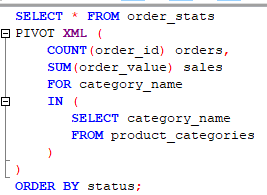 SELECT * FROM order_stats
PIVOT XML (
COUNT(order_id) orders,
SUM(order_value) sales
FOR category_name
IN (
SELECT category_name
FROM product_categories
)
)
ORDER BY status;